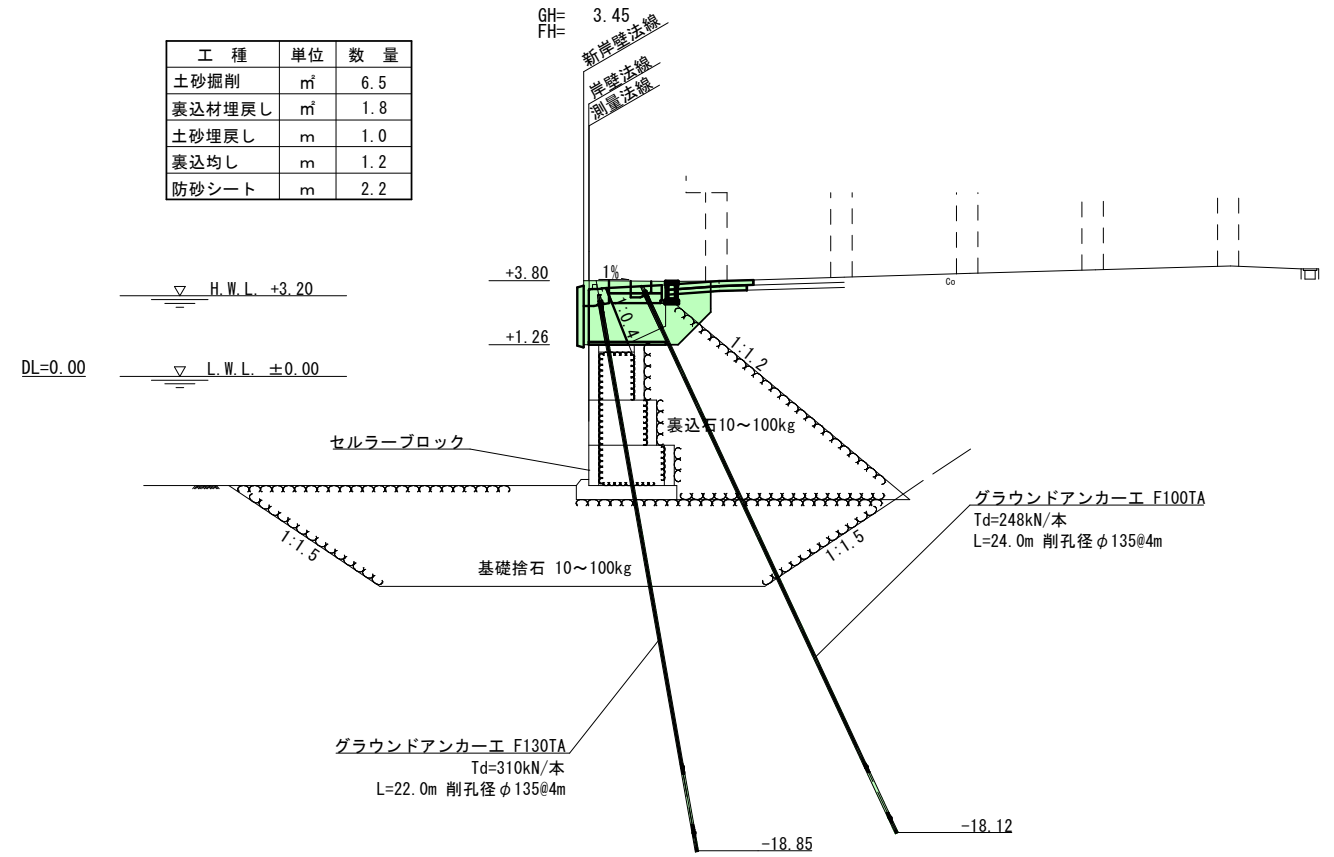 GH= 3.45
FH=
新岸壁法線
岸壁法線
測量法線
工 種 単位 数 量
土砂掘削 ㎡ 6.5
裏込材埋戻し ㎡ 1.8
土砂埋戻し m 1.0
裏込均し m 1.2
防砂シート m 2.2
+3.80
1%
H.W.L. +3.20
Co
1:0.4
+1.26
1:1.2
DL=0.00
L.W.L. ±0.00
裏込石10～100kg
セルラーブロック
グラウンドアンカー工 F100TA
Td=248kN/本
L=24.0m 削孔径φ135@4m
1:1.5
1:1.5
基礎捨石 10～100kg
グラウンドアンカー工 F130TA
Td=310kN/本
L=22.0m 削孔径φ135@4m
-18.12
-18.85